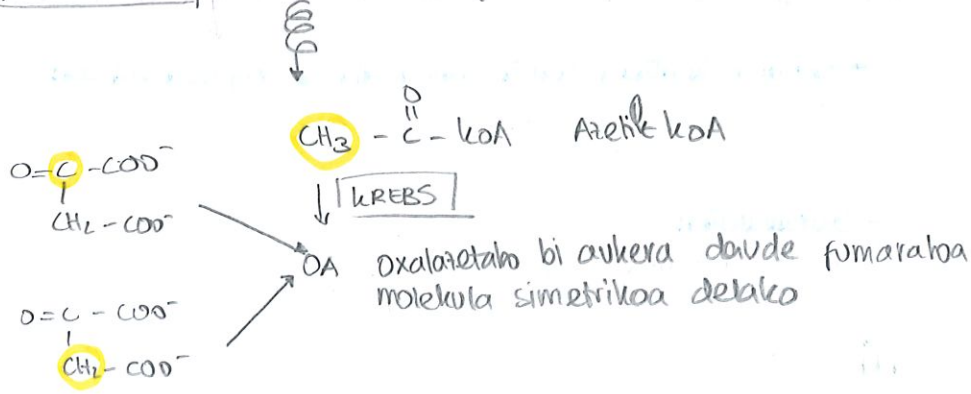 CH3 - C - KoA Azetil KoA
O
||
O=C-COO⁻
|
CH2-COO⁻
KREBS
OA oxalazetato bi aukera daude fumaratoa
molekula simetrikoa delako
O=C - COO⁻
|
CH2- COO⁻